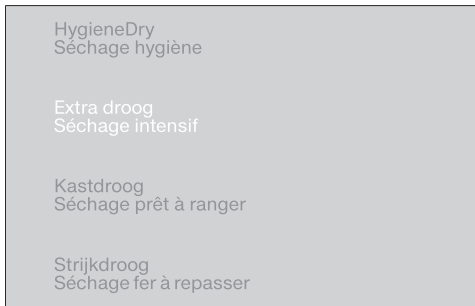 HygieneDry
Séchage hygiène
Extra droog
Séchage intensif
Kastdroog
Séchage prêt à ranger
Strijkdroog
Séchage fer à repasser